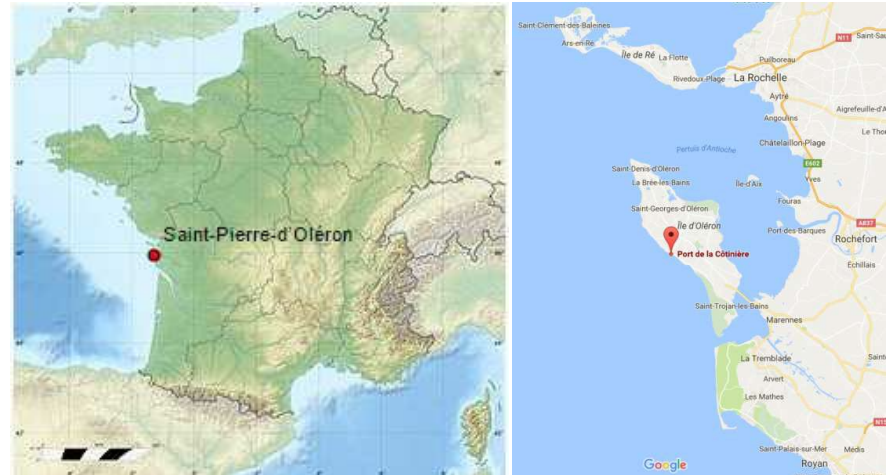 Saint-Pierre-d'Oléron
Saint-Clément-des-Baleines
Ars-en-Ré
Île de Ré
La Flotte
Rivedoux-Plage
N11
Puilboreau
La Rochelle
Aytré
Angoulins
Aigrefeuille-d'A
Le Thor
Châtelaillon-Plage
E602
Pertuis d'Antioche
Saint-Denis-d'Oléron
La Brée-les-Bains
Île-d'Aix
Yves
Fouras
Saint-Georges-d'Oléron
Île d'Oléron
Port-des-Barques
A837
Rochefort
Port de la Côtinière
Échillais
Saint-Trojan-les-Bains
Marennes
La Tremblade
Arvert
Les Mathes
Saint-Palais-sur-Mer
Médis
Royan
Google